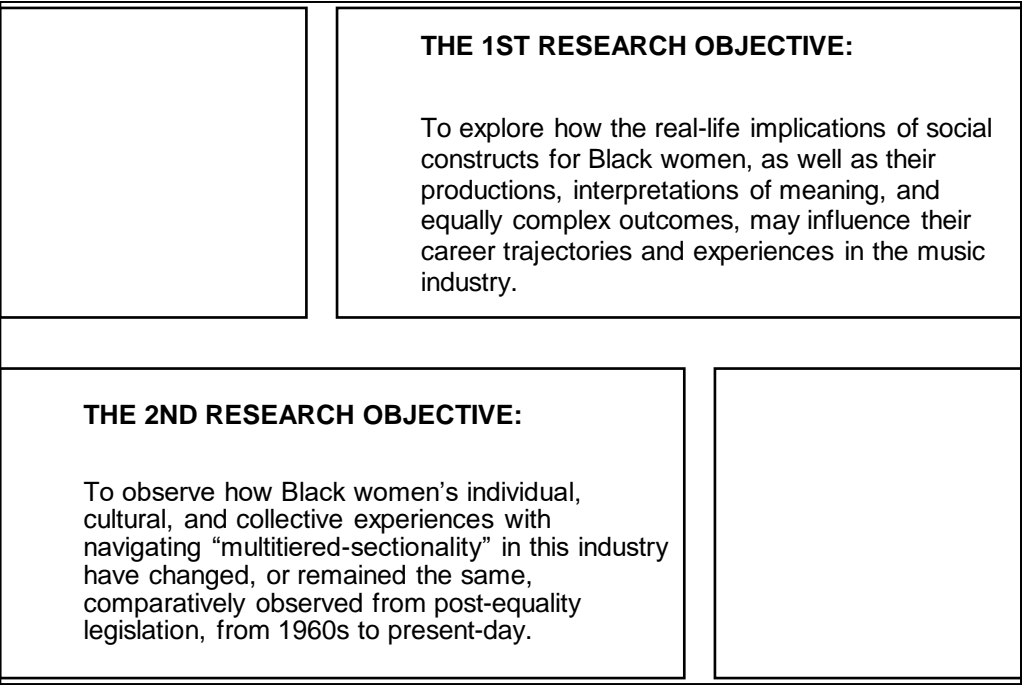 THE 1ST RESEARCH OBJECTIVE:
To explore how the real-life implications of social
constructs for Black women, as well as their
productions, interpretations of meaning, and
equally complex outcomes, may influence their
career trajectories and experiences in the music
industry.
THE 2ND RESEARCH OBJECTIVE:
To observe how Black women’s individual,
cultural, and collective experiences with
navigating “multitiered-sectionality” in this industry
have changed, or remained the same,
comparatively observed from post-equality
legislation, from 1960s to present-day.